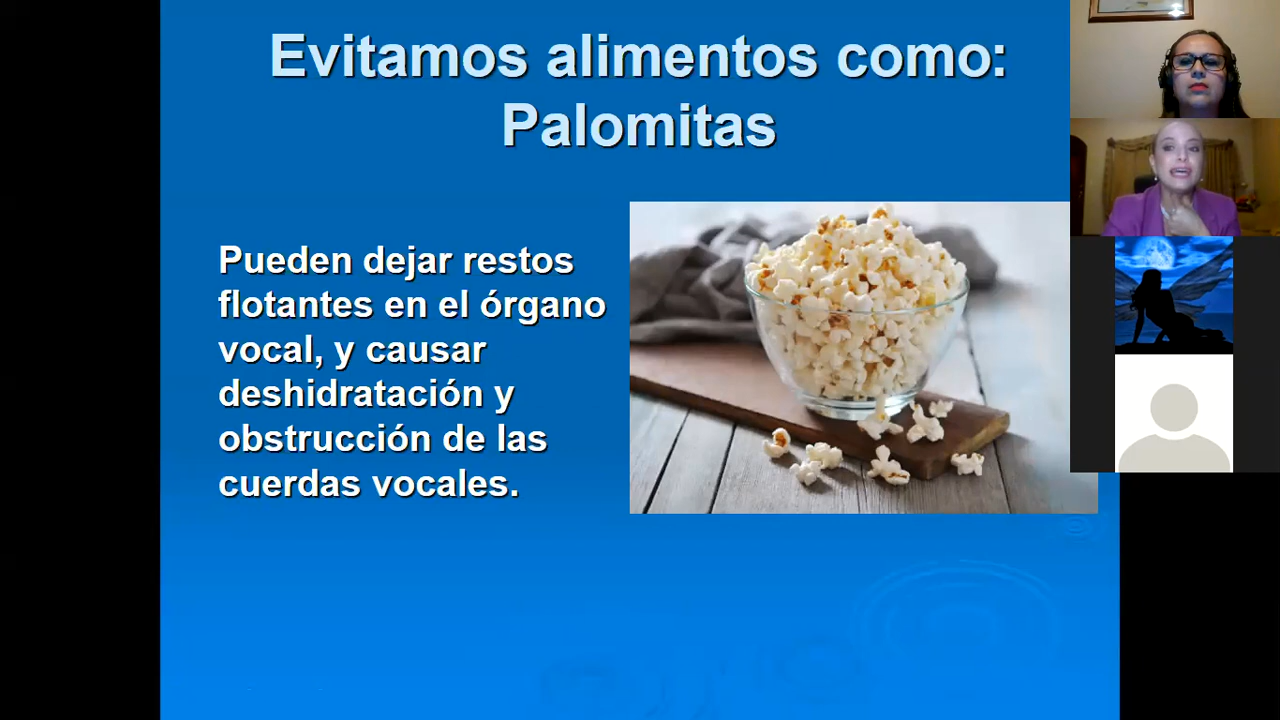 Evitamos alimentos como:
Palomitas
Pueden dejar restos
flotantes en el órgano
vocal, y causar
deshidratación y
obstrucción de las
cuerdas vocales.